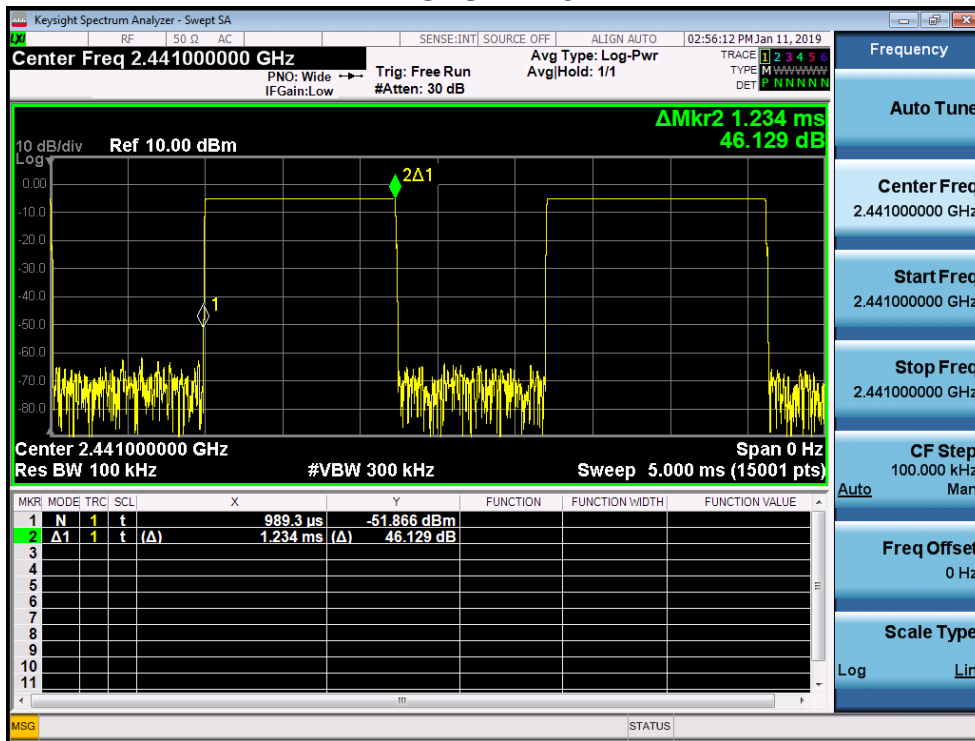 Keysight Spectrum Analyzer - Swept SA
LXI RF 50 Ω AC SENSE:INT SOURCE OFF ALIGN AUTO 02:56:12 PM Jan 11, 2019
Center Freq 2.441000000 GHz Avg Type: Log-Pwr TRACE 1 2 3 4 5 6
PNO: Wide Trig: Free Run Avg|Hold: 1/1 TYPE M W W W W W
IFGain:Low #Atten: 30 dB DET P N N N N N
ΔMkr2 1.234 ms
46.129 dB
10 dB/div Ref 10.00 dBm
Log
0.00
-10.0
-20.0
-30.0
-40.0
-50.0
-60.0
-70.0
-80.0
2Δ1
1
Center 2.441000000 GHz Span 0 Hz
Res BW 100 kHz #VBW 300 kHz Sweep 5.000 ms (15001 pts)
MKR MODE TRC SCL X Y FUNCTION FUNCTION WIDTH FUNCTION VALUE
1 N 1 t 989.3 µs -51.866 dBm
2 Δ1 1 t (Δ) 1.234 ms (Δ) 46.129 dB
3
4
5
6
7
8
9
10
11
MSG STATUS
Frequency
Auto Tune
Center Freq
2.441000000 GHz
Start Freq
2.441000000 GHz
Stop Freq
2.441000000 GHz
CF Step
100.000 kHz
Auto Man
Freq Offset
0 Hz
Scale Type
Log Lin